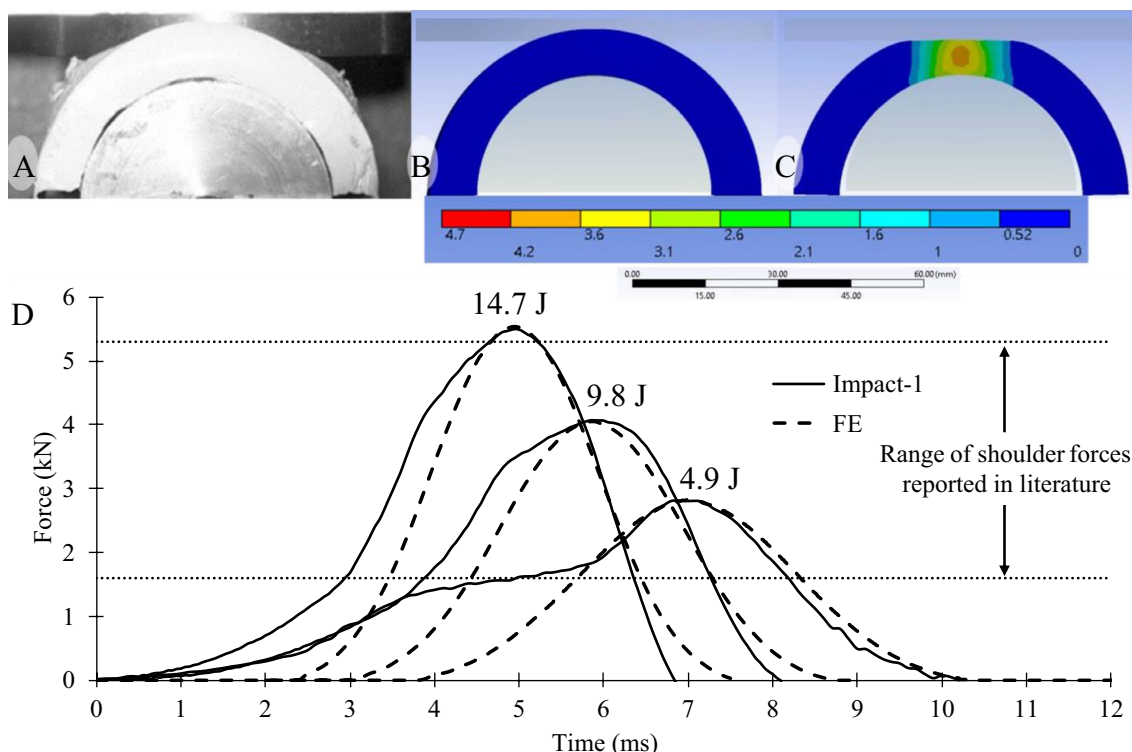 A
B
C
4.7
4.2
3.6
3.1
2.6
2.1
1.6
1
0.52
0
0.00
30.00
60.00 (mm)
15.00
45.00
D
6
5
4
3
2
1
0
Force (kN)
14.7 J
9.8 J
4.9 J
Impact-1
FE
Range of shoulder forces
reported in literature
0
1
2
3
4
5
6
7
8
9
10
11
12
Time (ms)